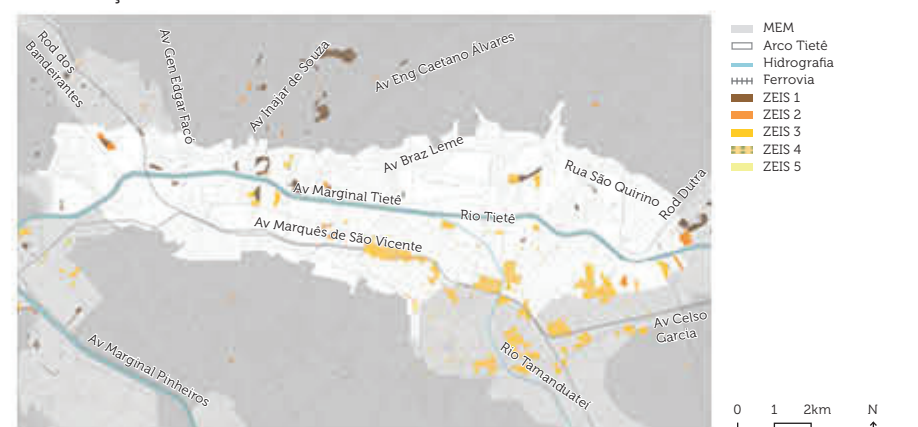 Rod dos
Bandeirantes
Av Gen Edgar Facó
Av Inajar de Souza
Av Eng Caetano Álvares
Av Braz Leme
Rua São Quirino
Rod Dutra
Av Marginal Tietê
Rio Tietê
Av Marquês de São Vicente
Av Celso
Garcia
Rio Tamanduateí
Av Marginal Pinheiros
MEM
Arco Tietê
Hidrografia
Ferrovia
ZEIS 1
ZEIS 2
ZEIS 3
ZEIS 4
ZEIS 5
0 1 2km N